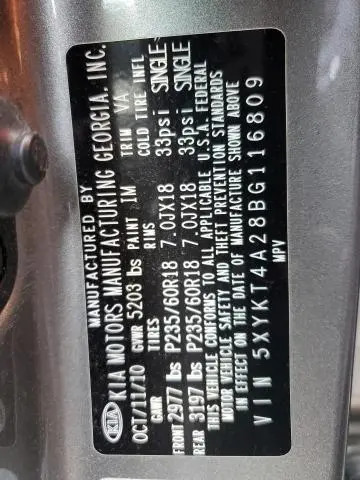 MANUFACTURED BY
KIA KIA MOTORS MANUFACTURING GEORGIA, INC.
OCT/11/10 GVWR 5203 lbs PAINT IM TRIM VA
GAWR TIRES RIMS COLD TIRE INFL
FRONT 2977 lbs P235/60R18 7.0JX18 33psi SINGLE
REAR 3197 lbs P235/60R18 7.0JX18 33psi SINGLE
THIS VEHICLE CONFORMS TO ALL APPLICABLE U.S.A. FEDERAL
MOTOR VEHICLE SAFETY AND THEFT PREVENTION STANDARDS
IN EFFECT ON THE DATE OF MANUFACTURE SHOWN ABOVE
VIN 5XYKT4A28BG116809
MPV